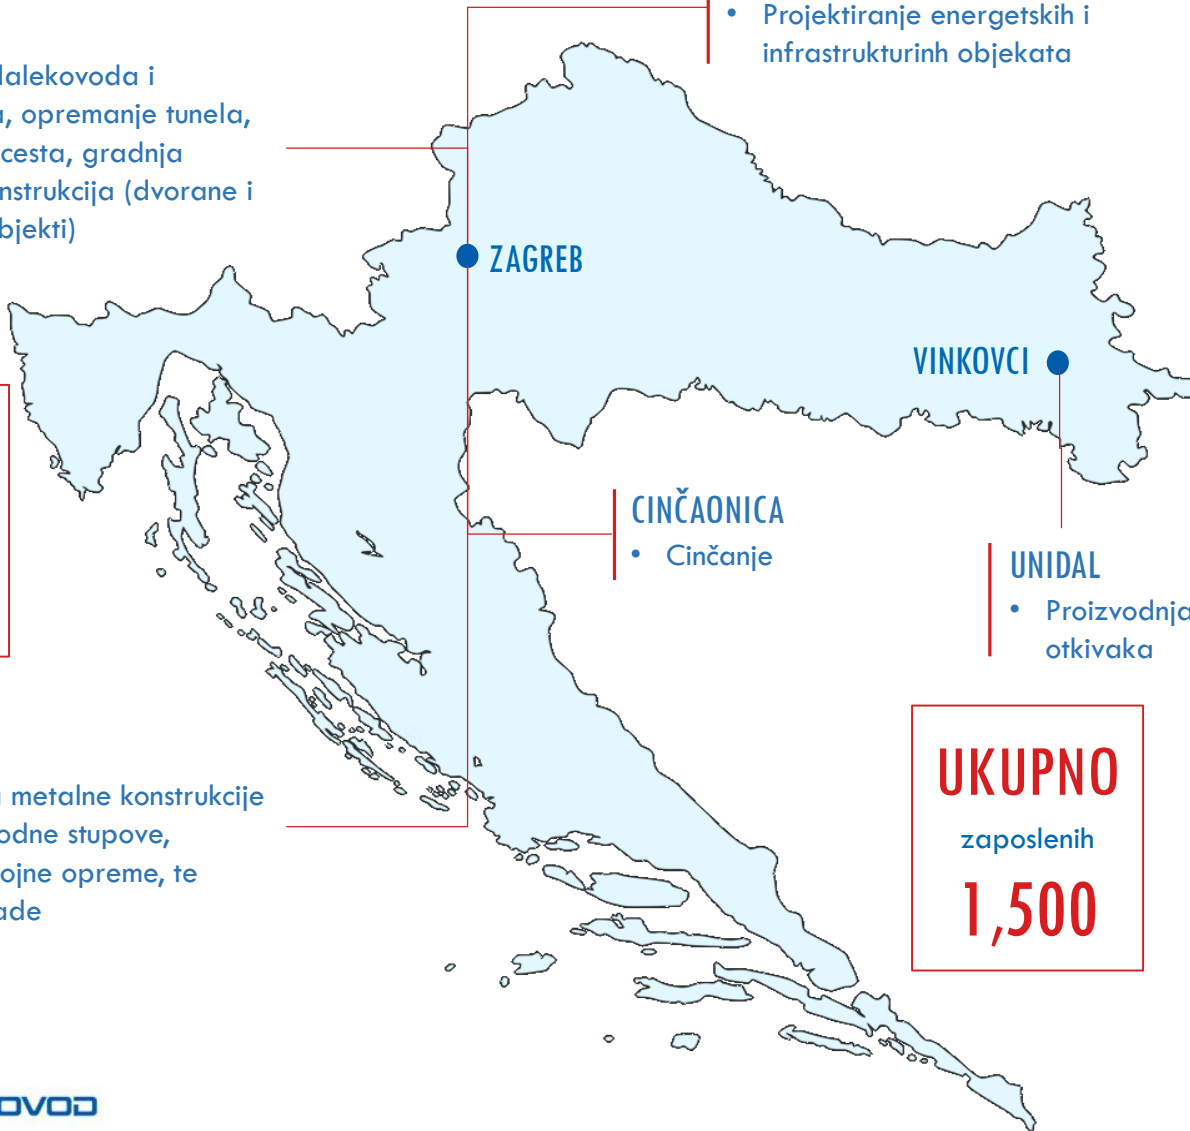 • Projektiranje energetskih i
infrastrukturinh objekata
dalekovoda i
a, opremanje tunela,
cesta, gradnja
nstrukcija (dvorane i
bjekti)
ZAGREB
VINKOVCI
CINČAONICA
• Cinčanje
UNIDAL
• Proizvodnja
otkivaka
UKUPNO
zaposlenih
1,500
metalne konstrukcije
odne stupove,
ojne opreme, te
ade
OVOD